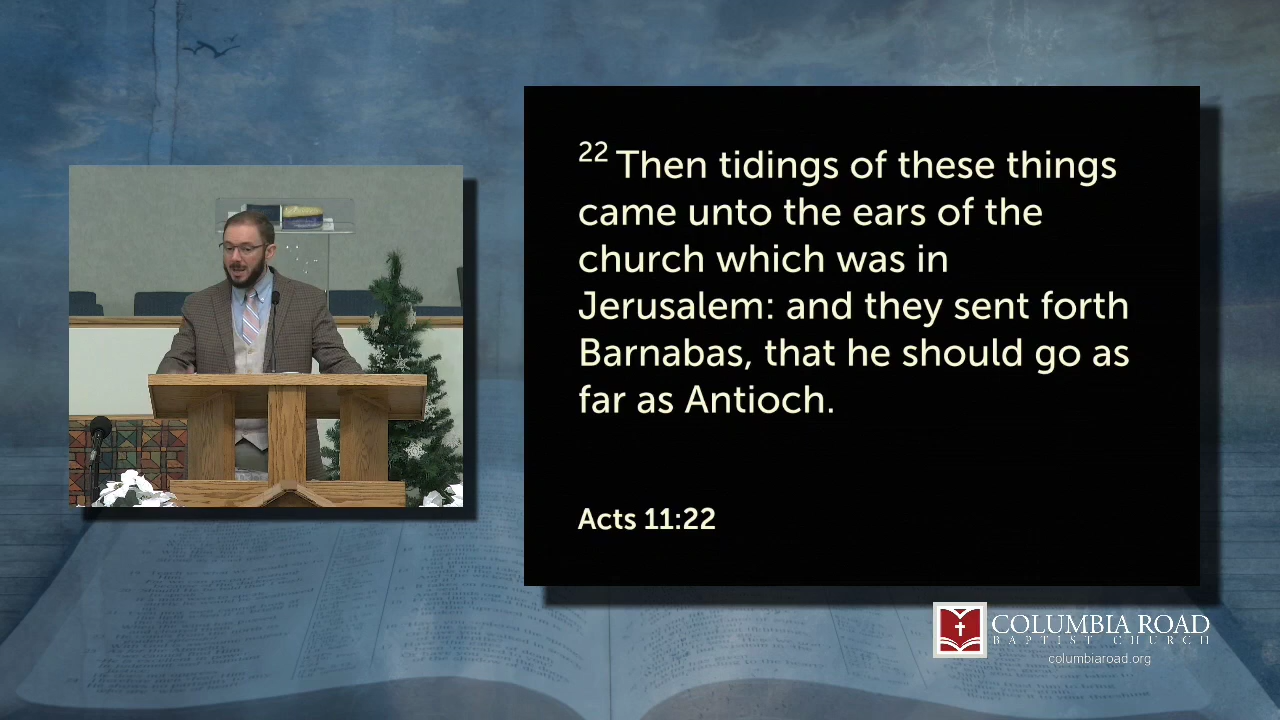 22 Then tidings of these things
came unto the ears of the
church which was in
Jerusalem: and they sent forth
Barnabas, that he should go as
far as Antioch.
Acts 11:22
COLUMBIA ROAD
BAPTIST CHURCH
columbiaroad.org